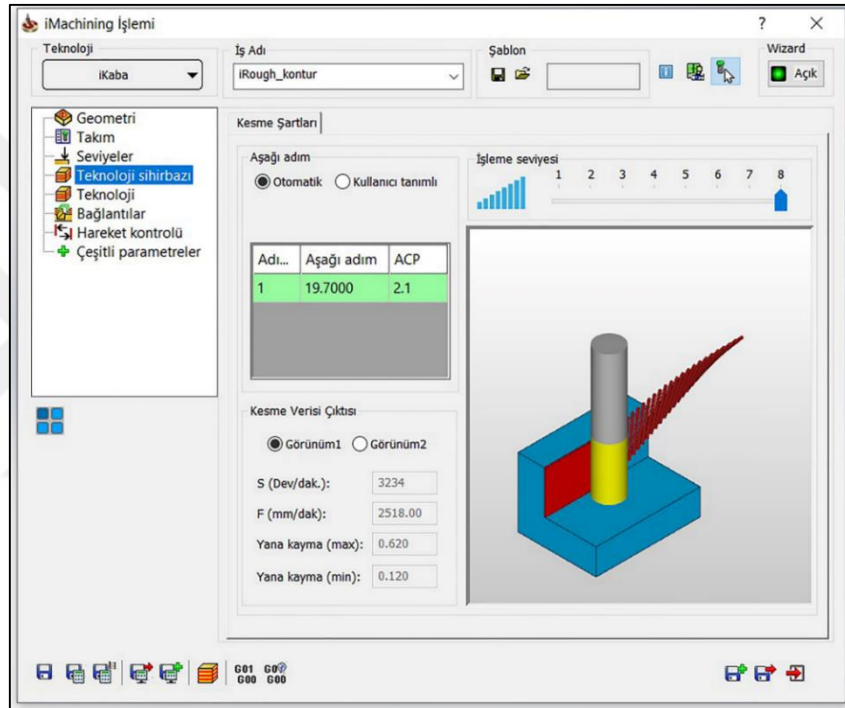 iMachining İşlemi
? ×
Teknoloji
iKaba
İş Adı
iRough_kontur
Şablon
Wizard
Açık
Geometri
Takım
Seviyeler
Teknoloji sihirbazı
Teknoloji
Bağlantılar
Hareket kontrolü
Çeşitli parametreler
Kesme Şartları
Aşağı adım
Otomatik Kullanıcı tanımlı
Adı... Aşağı adım ACP
1 19.7000 2.1
İşleme seviyesi
1 2 3 4 5 6 7 8
Kesme Verisi Çıktısı
Görünüm1 Görünüm2
S (Dev/dak.): 3234
F (mm/dak): 2518.00
Yana kayma (max): 0.620
Yana kayma (min): 0.120
G01 G0
G00 G00